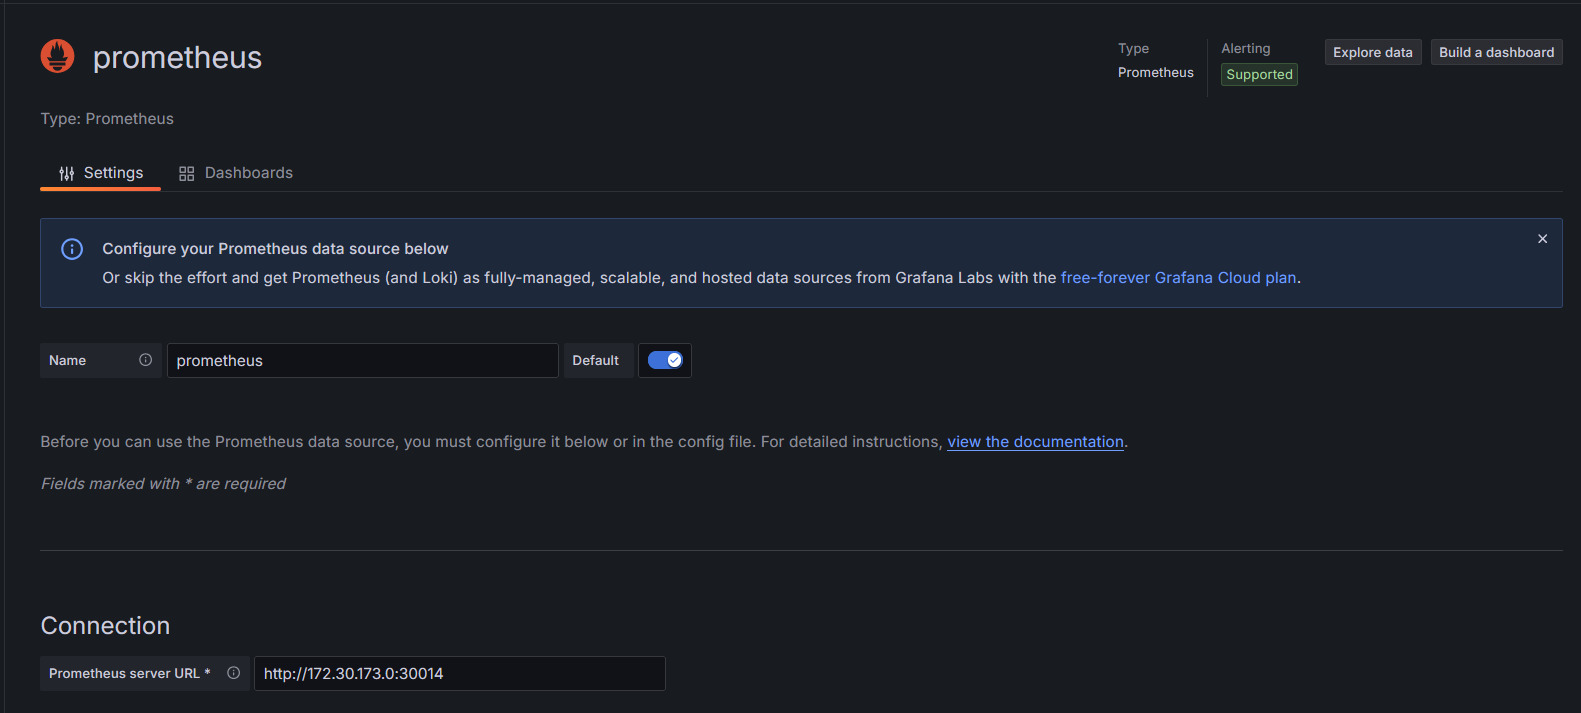 prometheus
Type
Prometheus
Alerting
Supported
Explore data
Build a dashboard
Type: Prometheus
Settings
Dashboards
Configure your Prometheus data source below
Or skip the effort and get Prometheus (and Loki) as fully-managed, scalable, and hosted data sources from Grafana Labs with the free-forever Grafana Cloud plan.
Name
prometheus
Default
Before you can use the Prometheus data source, you must configure it below or in the config file. For detailed instructions, view the documentation.
Fields marked with * are required
Connection
Prometheus server URL *
http://172.30.173.0:30014